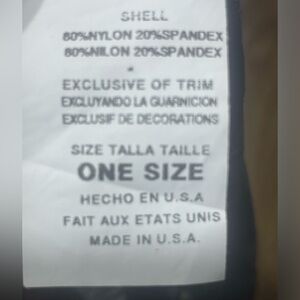 SHELL
80%NYLON 20%SPANDEX
80%NILON 20%SPANDEX
EXCLUSIVE OF TRIM
EXCLUYANDO LA GUARNICION
EXCLUSIF DE DECORATIONS
SIZE TALLA TAILLE
ONE SIZE
HECHO EN U.S.A
FAIT AUX ETATS UNIS
MADE IN U.S.A.